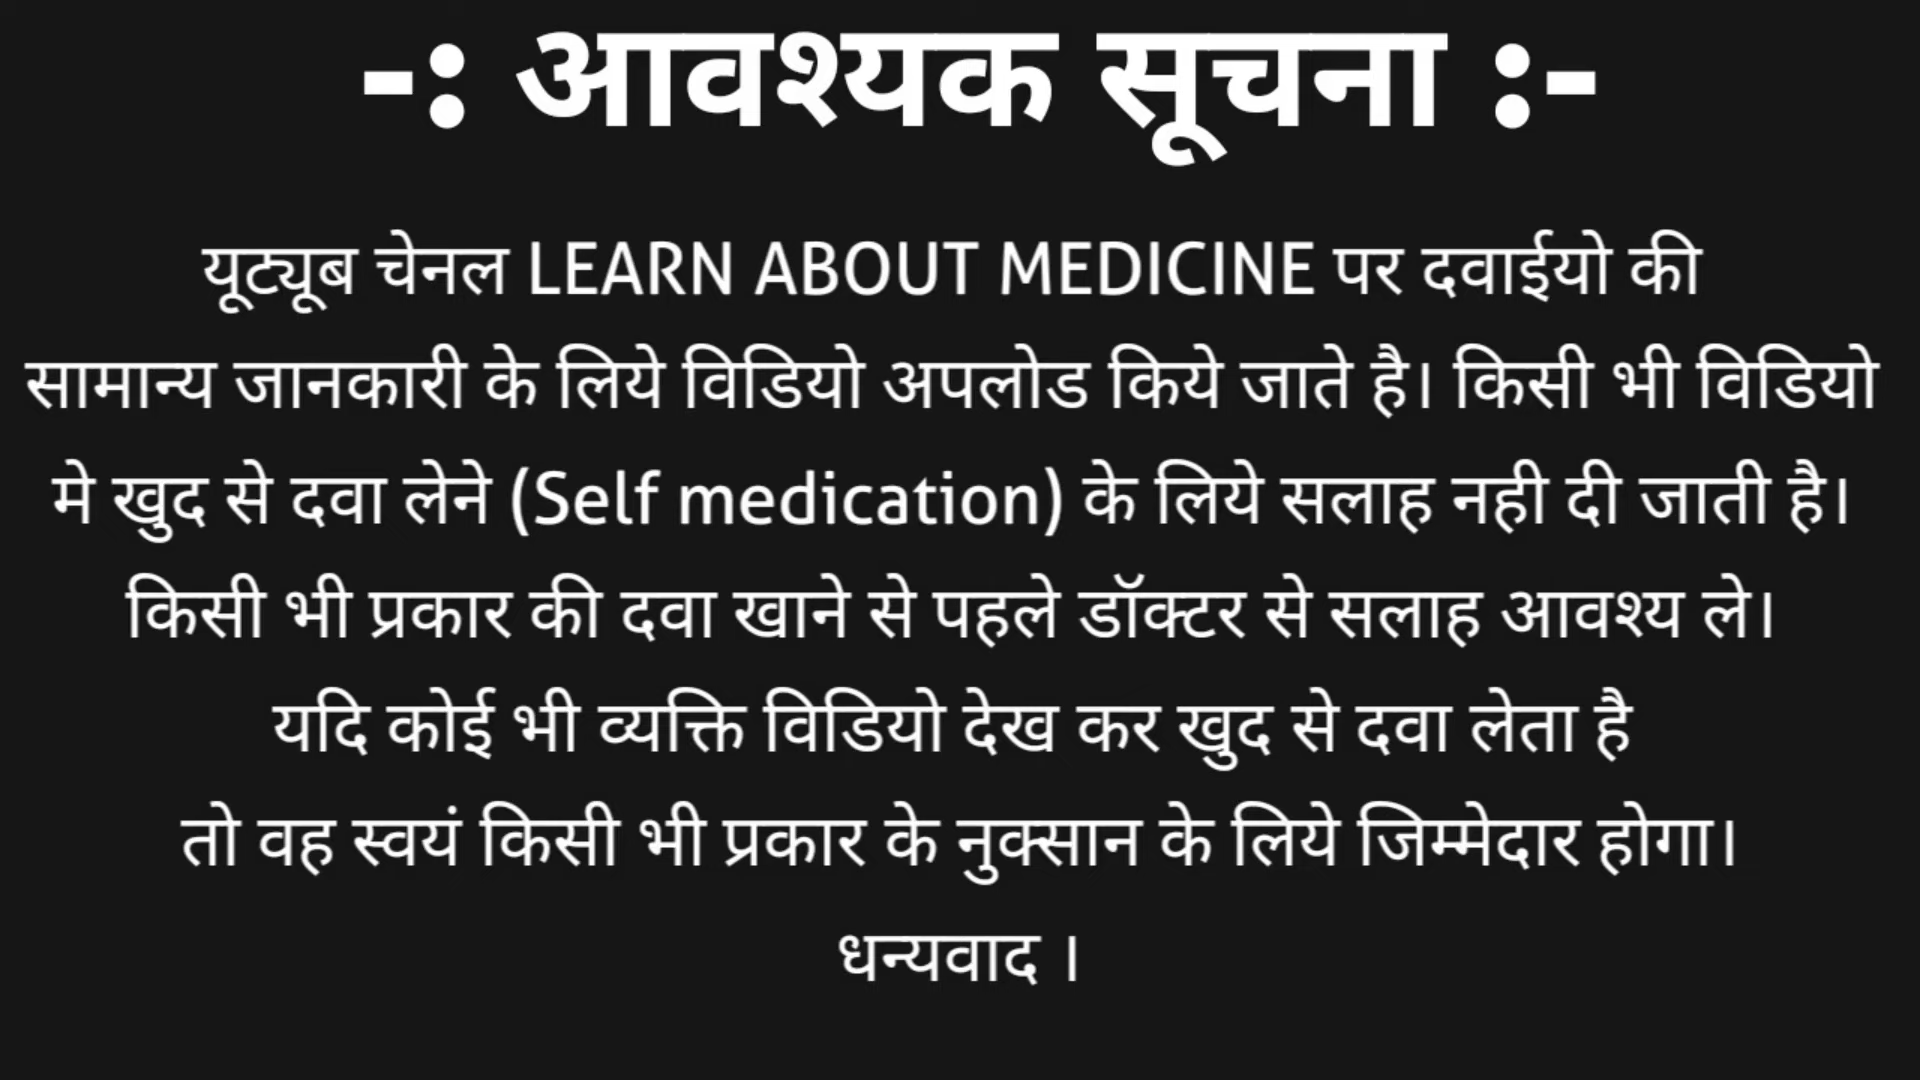 -: आवश्यक सूचना :-
यूट्यूब चेनल LEARN ABOUT MEDICINE पर दवाईयो की
सामान्य जानकारी के लिये विडियो अपलोड किये जाते है। किसी भी विडियो
मे खुद से दवा लेने (Self medication) के लिये सलाह नही दी जाती है।
किसी भी प्रकार की दवा खाने से पहले डॉक्टर से सलाह आवश्य ले।
यदि कोई भी व्यक्ति विडियो देख कर खुद से दवा लेता है
तो वह स्वयं किसी भी प्रकार के नुक्सान के लिये जिम्मेदार होगा।
धन्यवाद ।